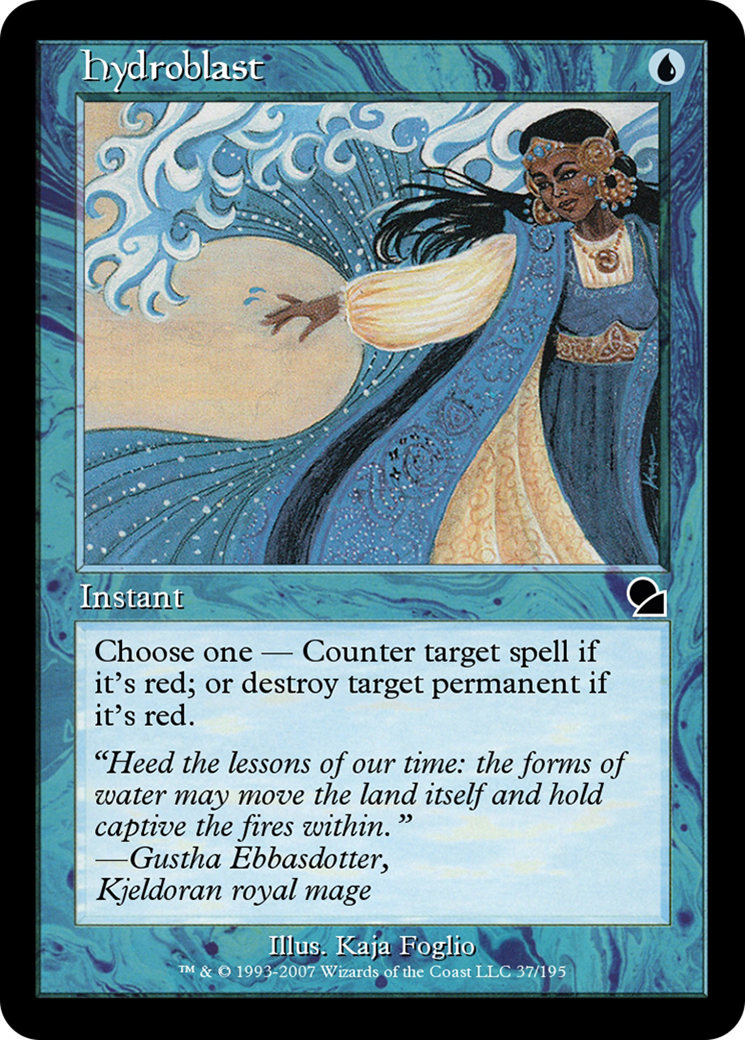 Hydroblast
Kaja
Instant
Choose one — Counter target spell if
it's red; or destroy target permanent if
it's red.
“Heed the lessons of our time: the forms of
water may move the land itself and hold
captive the fires within.”
—Gustha Ebbasdotter,
Kjeldoran royal mage
Illus. Kaja Foglio
™ & © 1993-2007 Wizards of the Coast LLC 37/195